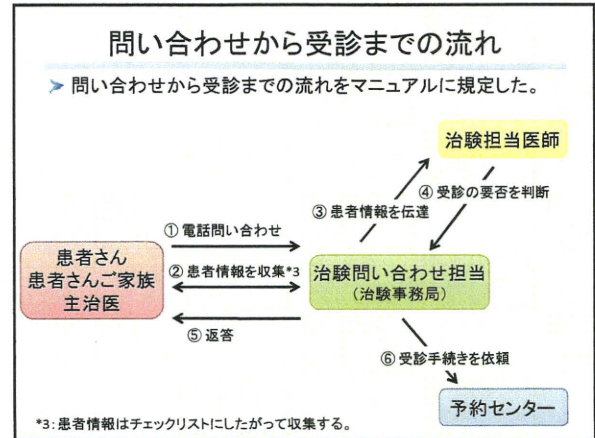 問い合わせから受診までの流れ
➢ 問い合わせから受診までの流れをマニュアルに規定した。
治験担当医師
④ 受診の要否を判断
③ 患者情報を伝達
① 電話問い合わせ
患者さん
患者さんご家族
主治医
② 患者情報を収集*3
治験問い合わせ担当
（治験事務局）
⑤ 返答
⑥ 受診手続きを依頼
予約センター
*3：患者情報はチェックリストにしたがって収集する。